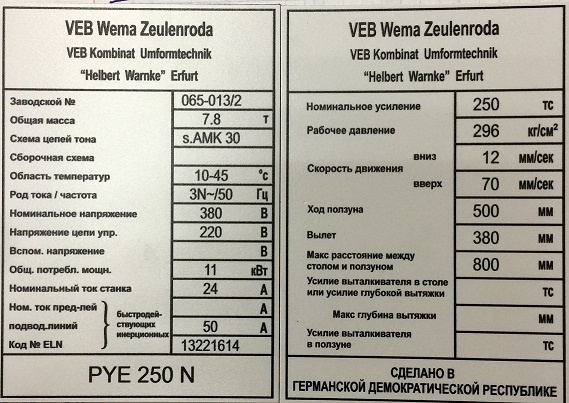 VEB Wema Zeulenroda
VEB Kombinat Umformtechnik
“Helbert Warnke” Erfurt
Заводской № 065-013/2
Общая масса 7.8 т
Схема цепей тона s.AMK 30
Сборочная схема
Область температур 10-45 °с
Род тока / частота 3N~/50 Гц
Номинальное напряжение 380 В
Напряжение цепи упр. 220 В
Вспом. напряжение В
Общ. потребл. мощн. 11 кВт
Номинальный ток станка 24 А
Ном. ток пред-лей А
подвод.линий 50 А
быстродей-
ствующих
инерционных
Код № ELN 13221614
PYE 250 N
VEB Wema Zeulenroda
VEB Kombinat Umformtechnik
“Helbert Warnke” Erfurt
Номинальное усиление 250 тс
Рабочее давление 296 кг/см²
вниз 12 мм/сек
Скорость движения
вверх 70 мм/сек
Ход ползуна 500 мм
Вылет 380 мм
Макс расстояние между
столом и ползуном 800 мм
Усилие выталкивателя в столе
или усилие глубокой вытяжки тс
Макс глубина вытяжки мм
Усилие выталкивателя
в ползуне тс
СДЕЛАНО В
ГЕРМАНСКОЙ ДЕМОКРАТИЧЕСКОЙ РЕСПУБЛИКЕ